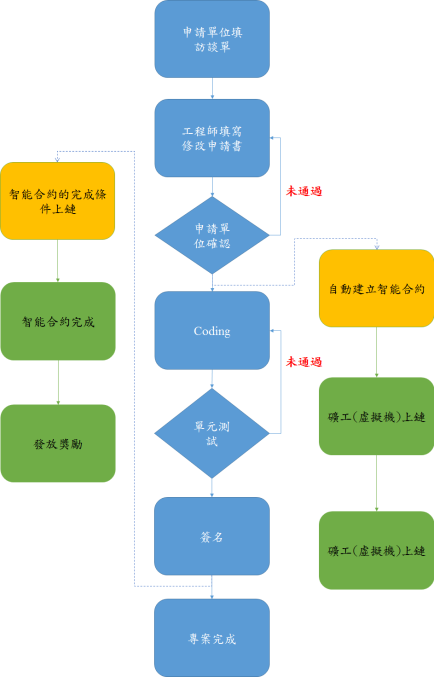 申請單位填
訪談單
工程師填寫
修改申請書
未通過
智能合約的完成條
件上鏈
申請單
位確認
自動建立智能合約
智能合約完成
Coding
未通過
礦工(虛擬機)上鏈
單元測
試
發放獎勵
簽名
礦工(虛擬機)上鏈
專案完成